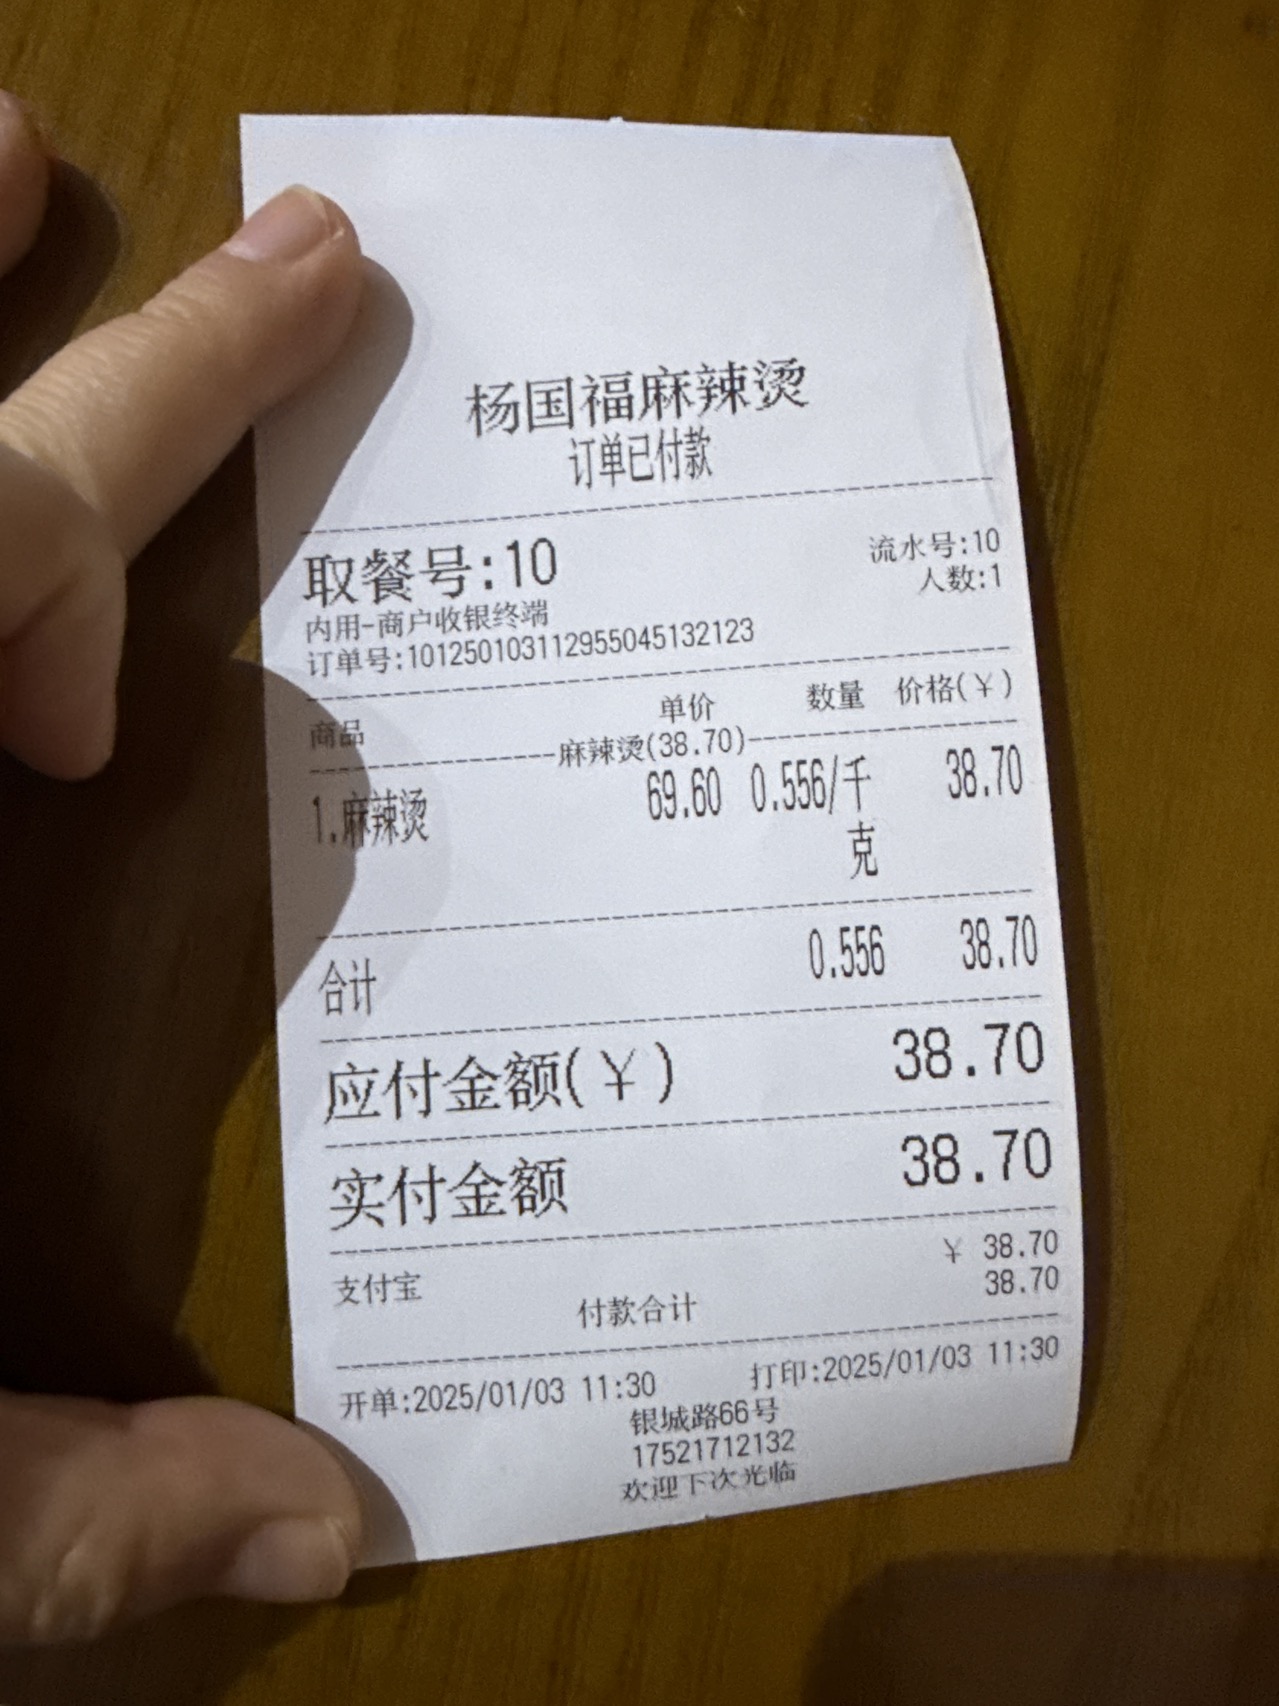 杨国福麻辣烫
订单已付款
取餐号:10 流水号:10
人数:1
内用-商户收银终端
订单号:101250103112955045132123
商品 单价 数量 价格(¥)
麻辣烫(38.70)
1.麻辣烫 69.60 0.556/千克 38.70
合计 0.556 38.70
应付金额(¥) 38.70
实付金额 38.70
支付宝 ¥ 38.70
付款合计 38.70
开单:2025/01/03 11:30 打印:2025/01/03 11:30
银城路66号
17521712132
欢迎下次光临